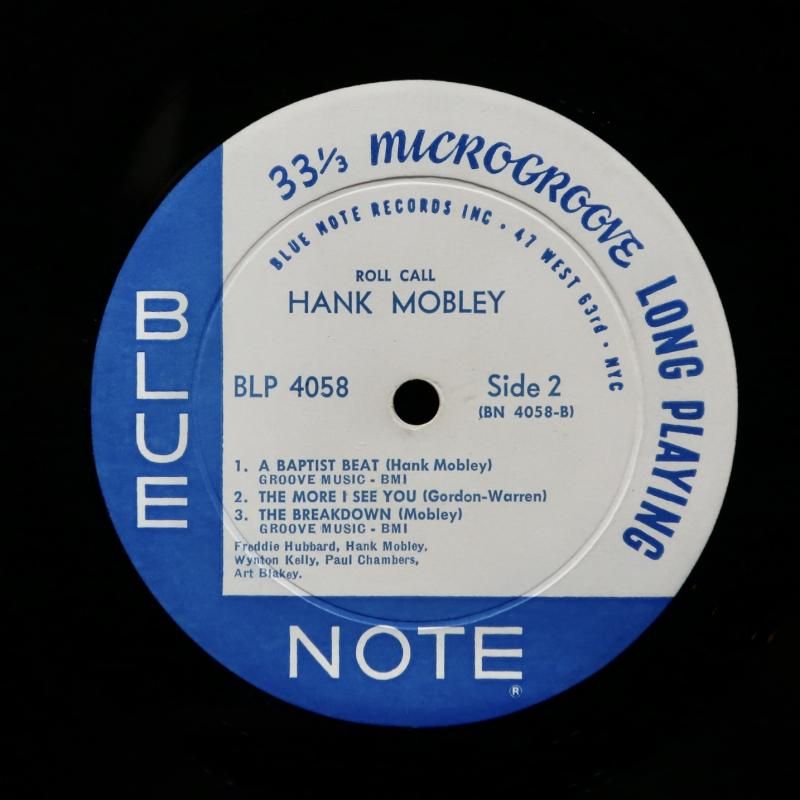 33⅓ MICROGROOVE LONG PLAYING
BLUE NOTE RECORDS INC • 47 WEST 63rd • NYC
ROLL CALL
HANK MOBLEY
BLP 4058
Side 2
(BN 4058-B)
1. A BAPTIST BEAT (Hank Mobley)
GROOVE MUSIC - BMI
2. THE MORE I SEE YOU (Gordon-Warren)
3. THE BREAKDOWN (Mobley)
GROOVE MUSIC - BMI
Freddie Hubbard, Hank Mobley,
Wynton Kelly, Paul Chambers,
Art Blakey.
BLUE
NOTE
®